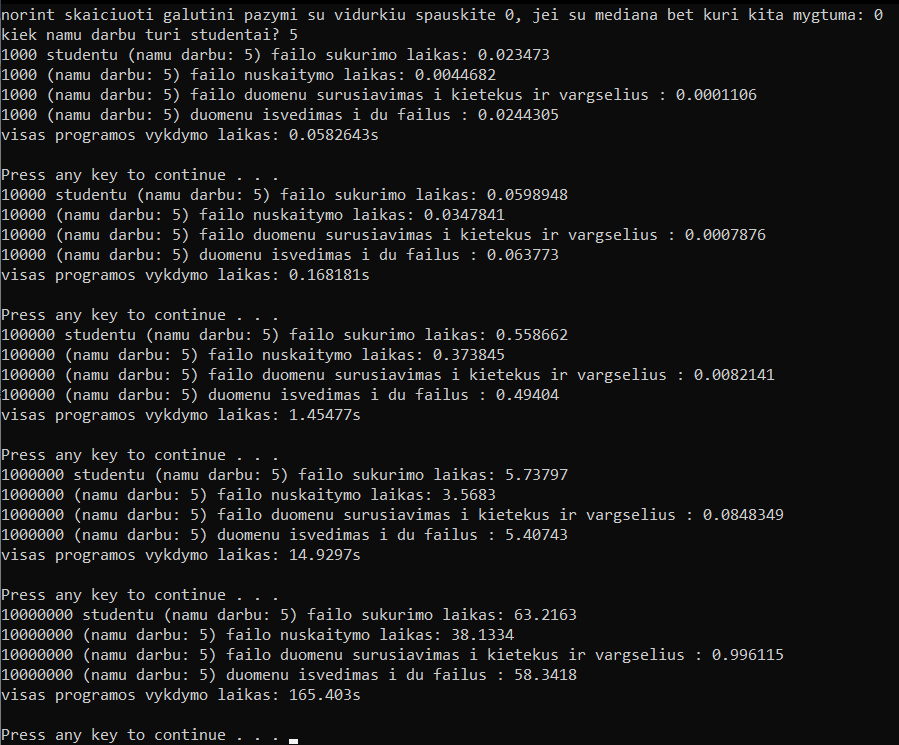 norint skaiciuoti galutini pazymi su vidurkiu spauskite 0, jei su mediana bet kuri kita mygtuma: 0
kiek namu darbu turi studentai? 5
1000 studentu (namu darbu: 5) failo sukurimo laikas: 0.023473
1000 (namu darbu: 5) failo nuskaitymo laikas: 0.0044682
1000 (namu darbu: 5) failo duomenu surusiavimas i kietekus ir vargselius : 0.0001106
1000 (namu darbu: 5) duomenu isvedimas i du failus : 0.0244305
visas programos vykdymo laikas: 0.0582643s

Press any key to continue . . .
10000 studentu (namu darbu: 5) failo sukurimo laikas: 0.0598948
10000 (namu darbu: 5) failo nuskaitymo laikas: 0.0347841
10000 (namu darbu: 5) failo duomenu surusiavimas i kietekus ir vargselius : 0.0007876
10000 (namu darbu: 5) duomenu isvedimas i du failus : 0.063773
visas programos vykdymo laikas: 0.168181s

Press any key to continue . . .
100000 studentu (namu darbu: 5) failo sukurimo laikas: 0.558662
100000 (namu darbu: 5) failo nuskaitymo laikas: 0.373845
100000 (namu darbu: 5) failo duomenu surusiavimas i kietekus ir vargselius : 0.0082141
100000 (namu darbu: 5) duomenu isvedimas i du failus : 0.49404
visas programos vykdymo laikas: 1.45477s

Press any key to continue . . .
1000000 studentu (namu darbu: 5) failo sukurimo laikas: 5.73797
1000000 (namu darbu: 5) failo nuskaitymo laikas: 3.5683
1000000 (namu darbu: 5) failo duomenu surusiavimas i kietekus ir vargselius : 0.0848349
1000000 (namu darbu: 5) duomenu isvedimas i du failus : 5.40743
visas programos vykdymo laikas: 14.9297s

Press any key to continue . . .
10000000 studentu (namu darbu: 5) failo sukurimo laikas: 63.2163
10000000 (namu darbu: 5) failo nuskaitymo laikas: 38.1334
10000000 (namu darbu: 5) failo duomenu surusiavimas i kietekus ir vargselius : 0.996115
10000000 (namu darbu: 5) duomenu isvedimas i du failus : 58.3418
visas programos vykdymo laikas: 165.403s

Press any key to continue . . .